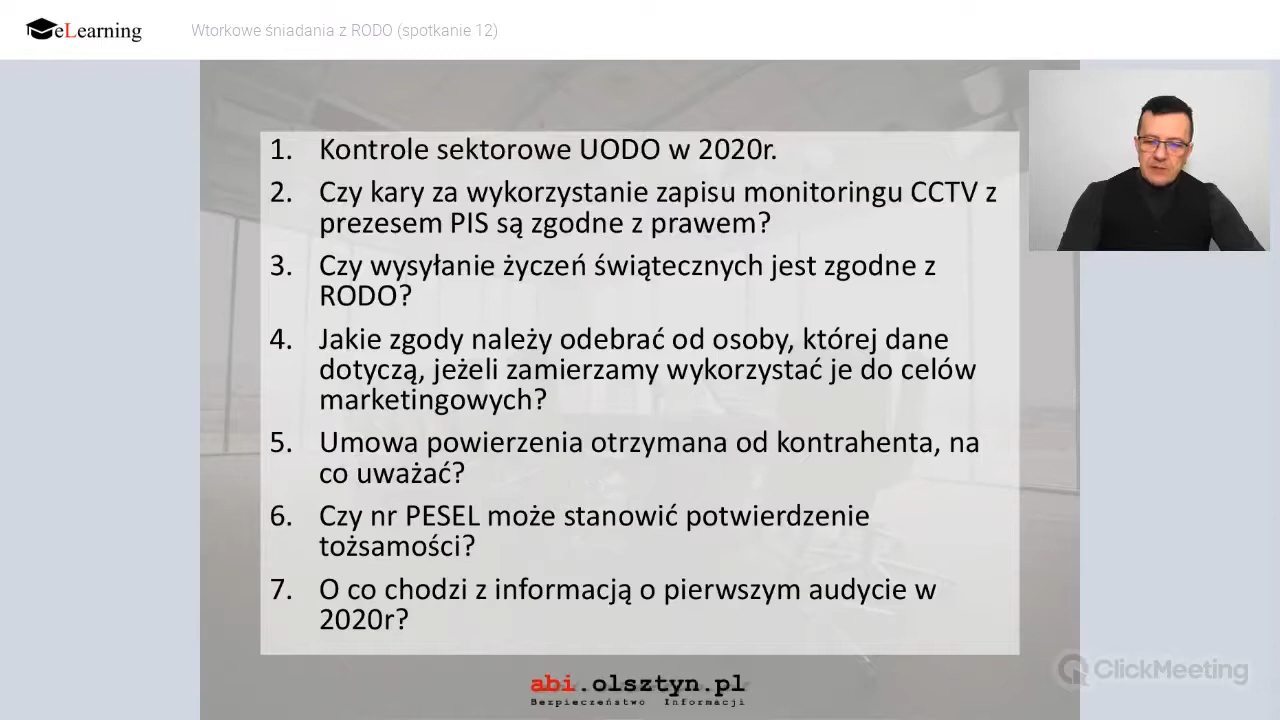 eLearning
Wtorkowe śniadania z RODO (spotkanie 12)
1. Kontrole sektorowe UODO w 2020r.
2. Czy kary za wykorzystanie zapisu monitoringu CCTV z
prezesem PIS są zgodne z prawem?
3. Czy wysyłanie życzeń świątecznych jest zgodne z
RODO?
4. Jakie zgody należy odebrać od osoby, której dane
dotyczą, jeżeli zamierzamy wykorzystać je do celów
marketingowych?
5. Umowa powierzenia otrzymana od kontrahenta, na
co uważać?
6. Czy nr PESEL może stanowić potwierdzenie
tożsamości?
7. O co chodzi z informacją o pierwszym audycie w
2020r?
abi.olsztyn.pl
Bezpieczeństwo Informacji
ClickMeeting